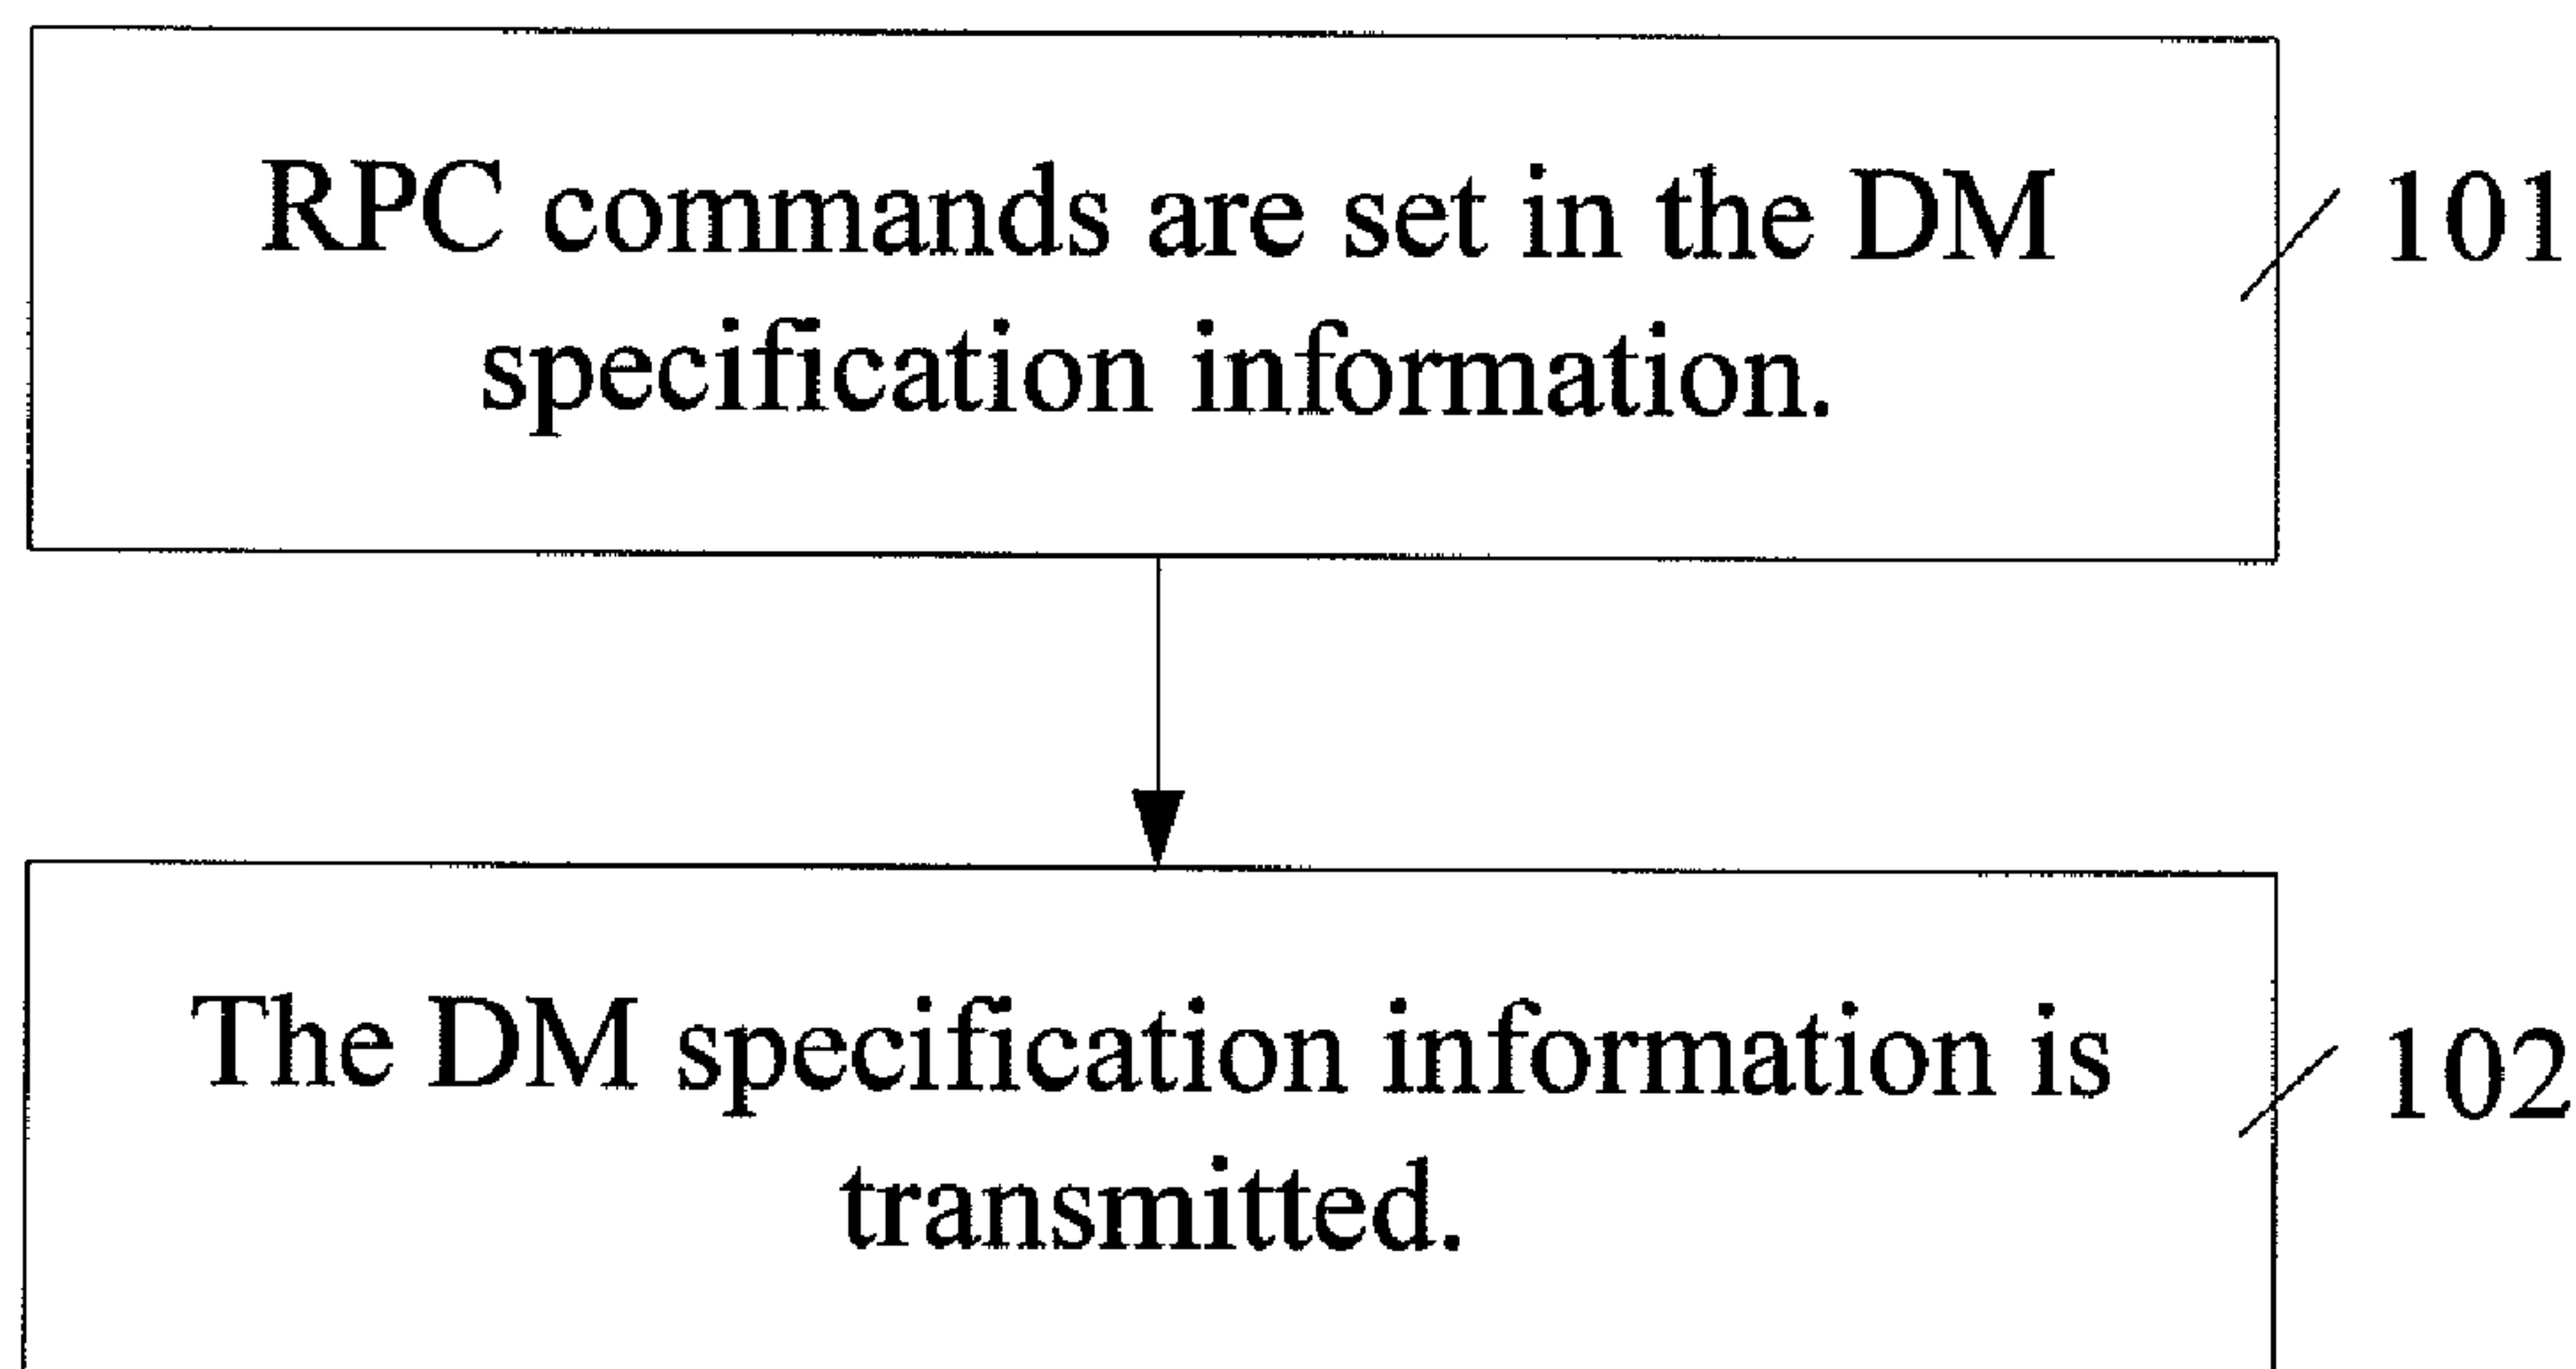 RPC commands are set in the DM 101
specification information.
The DM specification information is 102
transmitted.